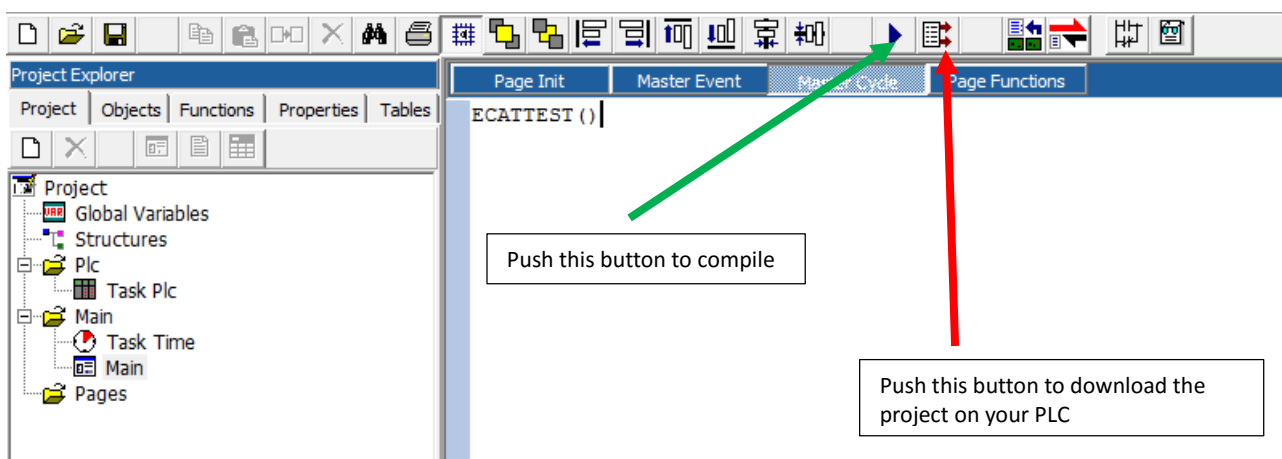 Project Explorer
Project Objects Functions Properties Tables
Project
VAR Global Variables
Structures
Plc
Task Plc
Main
Task Time
Main
Pages
Page Init Master Event Master Cycle Page Functions
ECATTEST()
Push this button to compile
Push this button to download the
project on your PLC